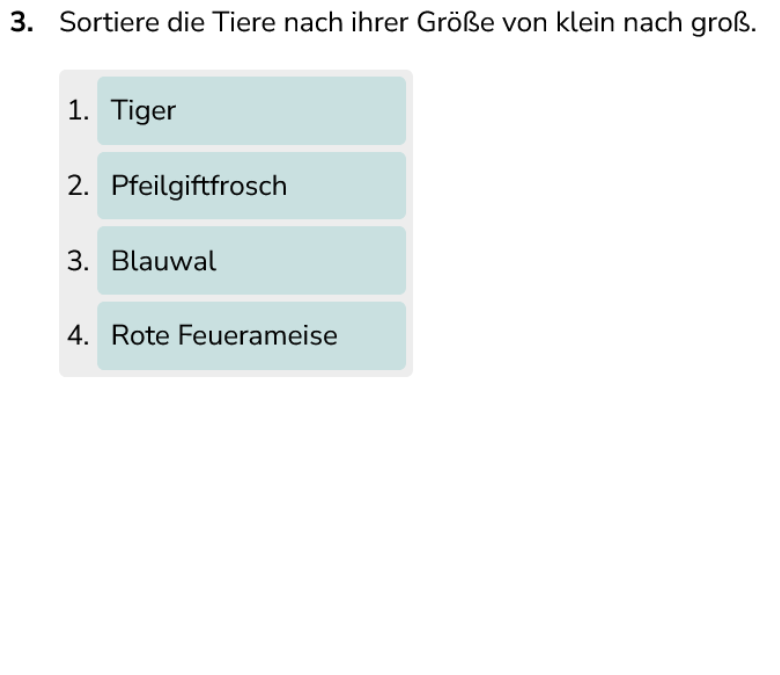 3. Sortiere die Tiere nach ihrer Größe von klein nach groß.
1. Tiger
2. Pfeilgiftfrosch
3. Blauwal
4. Rote Feuerameise